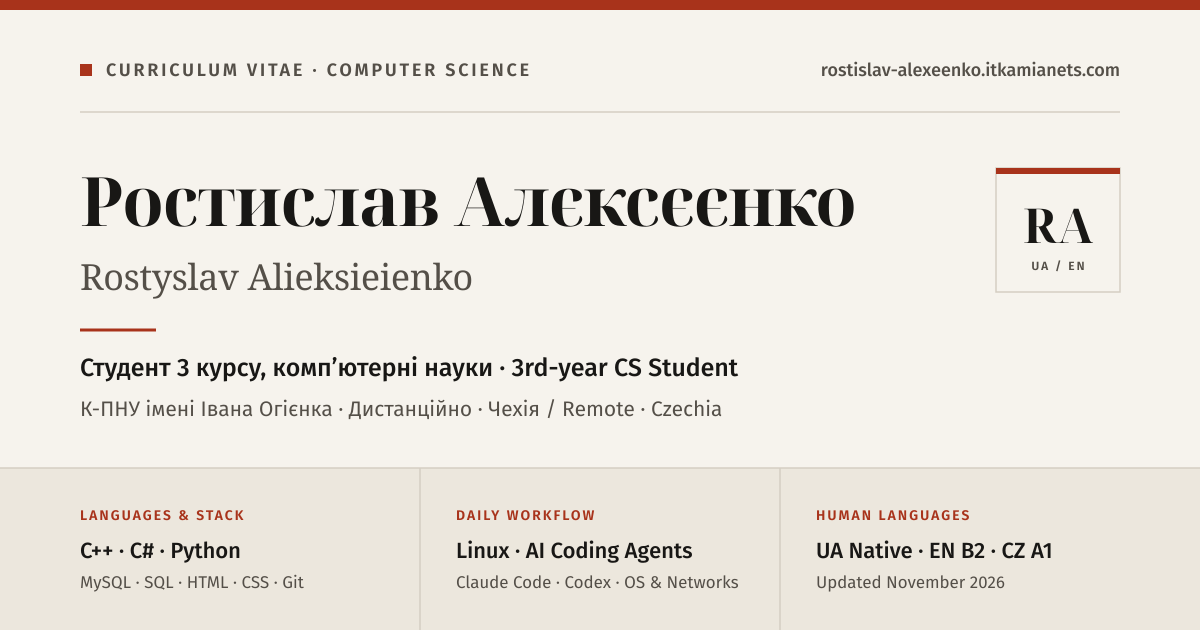 CURRICULUM VITAE · COMPUTER SCIENCE
rostislav-alexeenko.itkamianets.com
Ростислав Алєксєєнко
RA
UA / EN
Rostyslav Alieksieienko
Студент 3 курсу, комп’ютерні науки · 3rd-year CS Student
К-ПНУ імені Івана Огієнка · Дистанційно · Чехія / Remote · Czechia
LANGUAGES & STACK
C++ · C# · Python
MySQL · SQL · HTML · CSS · Git
DAILY WORKFLOW
Linux · AI Coding Agents
Claude Code · Codex · OS & Networks
HUMAN LANGUAGES
UA Native · EN B2 · CZ A1
Updated November 2026